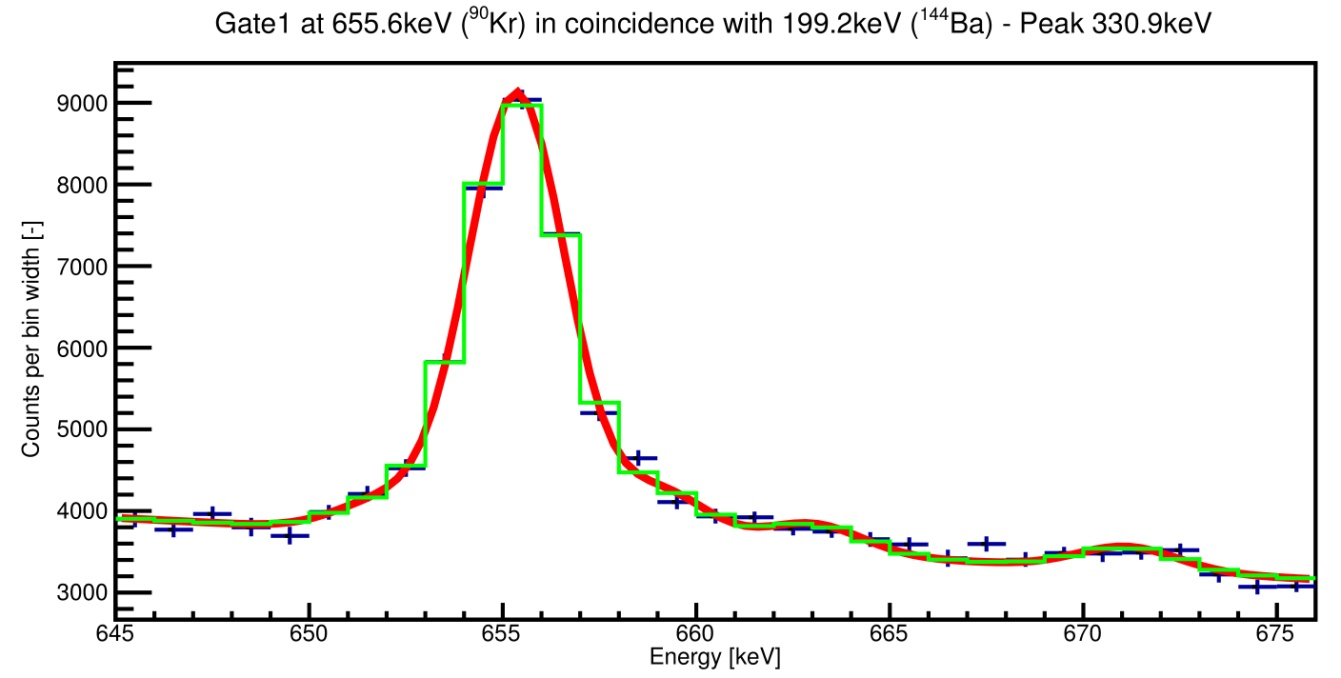 Gate1 at 655.6keV (⁹⁰Kr) in coincidence with 199.2keV (¹⁴⁴Ba) - Peak 330.9keV
Counts per bin width [-]
9000
8000
7000
6000
5000
4000
3000
645 650 655 660 665 670 675
Energy [keV]